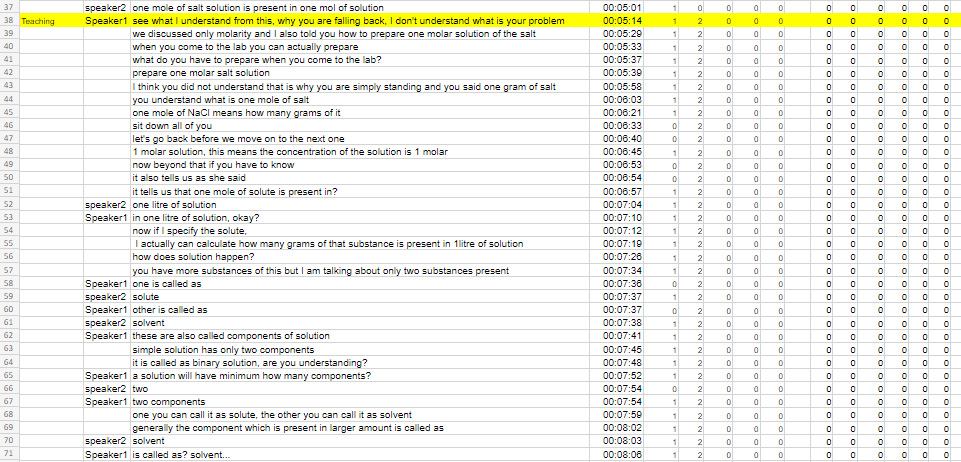 37 speaker2 one mole of salt solution is present in one mol of solution 00:05:01 1 0 0 0 0 0 0 0 0 0 0
38 Teaching Speaker1 see what I understand from this, why you are falling back, I don't understand what is your problem 00:05:14 1 2 0 0 0 0 0 0 0 0 0
39 we discussed only molarity and I also told you how to prepare one molar solution of the salt 00:05:29 1 2 0 0 0 0 0 0 0 0 0
40 when you come to the lab you can actually prepare 00:05:33 1 2 0 0 0 0 0 0 0 0 0
41 what do you have to prepare when you come to the lab? 00:05:37 1 2 0 0 0 0 0 0 0 0 0
42 prepare one molar salt solution 00:05:39 1 2 0 0 0 0 0 0 0 0 0
43 I think you did not understand that is why you are simply standing and you said one gram of salt 00:05:58 1 2 0 0 0 0 0 0 0 0 0
44 you understand what is one mole of salt 00:06:03 1 2 0 0 0 0 0 0 0 0 0
45 one mole of NaCl means how many grams of it 00:06:21 1 2 0 0 0 0 0 0 0 0 0
46 sit down all of you 00:06:33 0 2 0 0 0 0 0 0 0 0 0
47 let's go back before we move on to the next one 00:06:40 0 2 0 0 0 0 0 0 0 0 0
48 1 molar solution, this means the concentration of the solution is 1 molar 00:06:45 1 2 0 0 0 0 0 0 0 0 0
49 now beyond that if you have to know 00:06:53 0 2 0 0 0 0 0 0 0 0 0
50 it also tells us as she said 00:06:54 0 2 0 0 0 0 0 0 0 0 0
51 it tells us that one mole of solute is present in? 00:06:57 1 2 0 0 0 0 0 0 0 0 0
52 speaker2 one litre of solution 00:07:04 1 2 0 0 0 0 0 0 0 0 0
53 Speaker1 in one litre of solution, okay? 00:07:10 1 2 0 0 0 0 0 0 0 0 0
54 now if I specify the solute, 00:07:12 1 2 0 0 0 0 0 0 0 0 0
55 I actually can calculate how many grams of that substance is present in 1litre of solution 00:07:19 1 2 0 0 0 0 0 0 0 0 0
56 how does solution happen? 00:07:26 1 2 0 0 0 0 0 0 0 0 0
57 you have more substances of this but I am talking about only two substances present 00:07:34 1 2 0 0 0 0 0 0 0 0 0
58 Speaker1 one is called as 00:07:36 0 2 0 0 0 0 0 0 0 0 0
59 speaker2 solute 00:07:37 1 2 0 0 0 0 0 0 0 0 0
60 Speaker1 other is called as 00:07:37 0 2 0 0 0 0 0 0 0 0 0
61 speaker2 solvent 00:07:38 1 2 0 0 0 0 0 0 0 0 0
62 Speaker1 these are also called components of solution 00:07:41 1 2 0 0 0 0 0 0 0 0 0
63 simple solution has only two components 00:07:45 1 2 0 0 0 0 0 0 0 0 0
64 it is called as binary solution, are you understanding? 00:07:48 1 2 0 0 0 0 0 0 0 0 0
65 Speaker1 a solution will have minimum how many components? 00:07:52 1 2 0 0 0 0 0 0 0 0 0
66 speaker2 two 00:07:54 0 2 0 0 0 0 0 0 0 0 0
67 Speaker1 two components 00:07:54 1 2 0 0 0 0 0 0 0 0 0
68 one you can call it as solute, the other you can call it as solvent 00:07:59 1 2 0 0 0 0 0 0 0 0 0
69 generally the component which is present in larger amount is called as 00:08:02 1 2 0 0 0 0 0 0 0 0 0
70 speaker2 solvent 00:08:03 1 2 0 0 0 0 0 0 0 0 0
71 Speaker1 is called as? solvent... 00:08:06 1 2 0 0 0 0 0 0 0 0 0